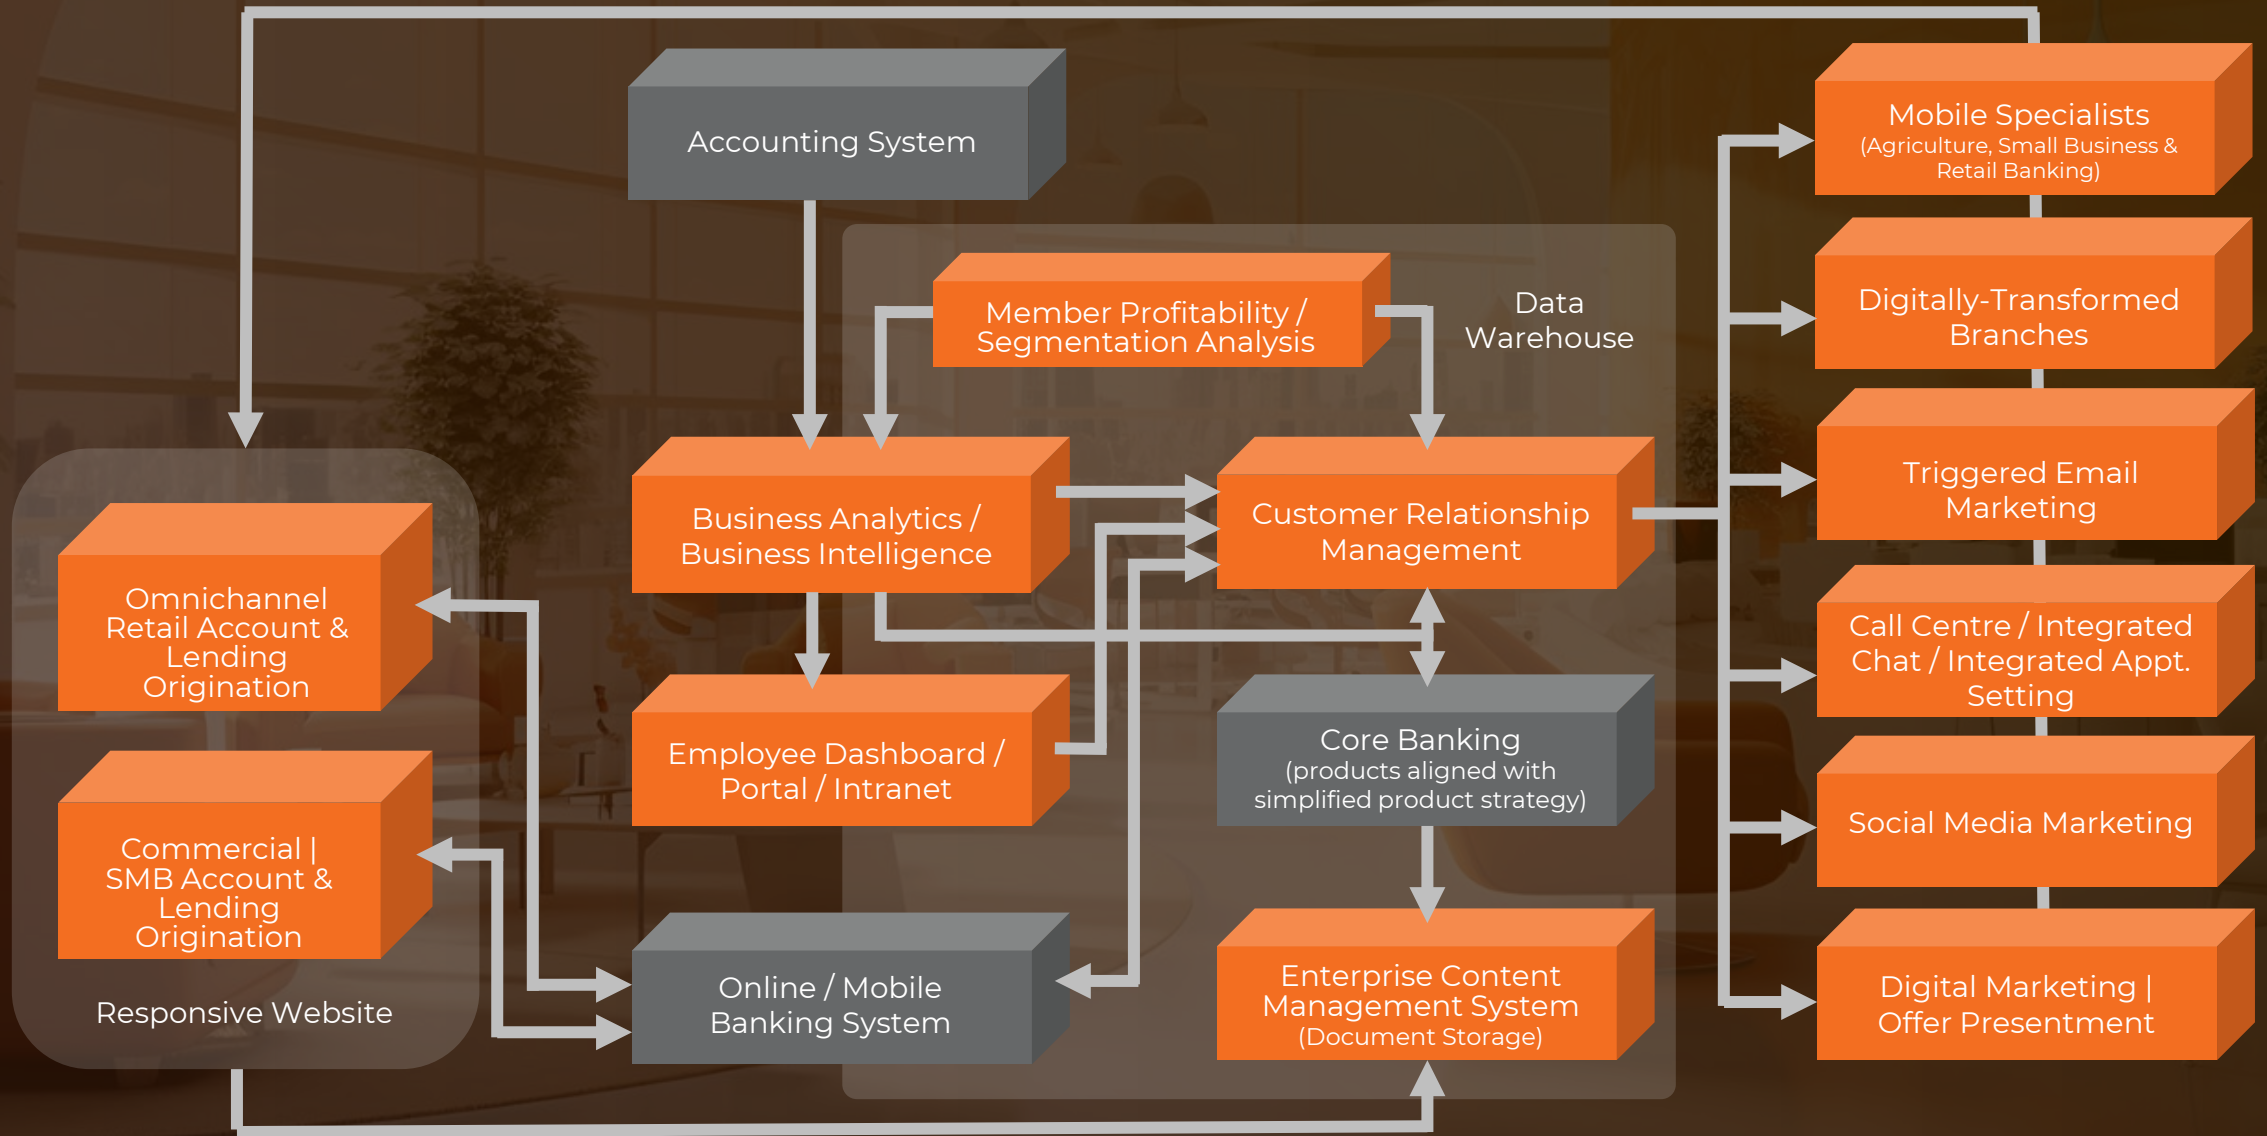 Accounting System
Mobile Specialists
(Agriculture, Small Business &
Retail Banking)
Member Profitability /
Segmentation Analysis
Data
Warehouse
Digitally-Transformed
Branches
Business Analytics /
Business Intelligence
Customer Relationship
Management
Triggered Email
Marketing
Omnichannel
Retail Account &
Lending
Origination
Call Centre / Integrated
Chat / Integrated Appt.
Setting
Employee Dashboard /
Portal / Intranet
Core Banking
(products aligned with
simplified product strategy)
Social Media Marketing
Commercial |
SMB Account &
Lending
Origination
Responsive Website
Online / Mobile
Banking System
Enterprise Content
Management System
(Document Storage)
Digital Marketing |
Offer Presentment